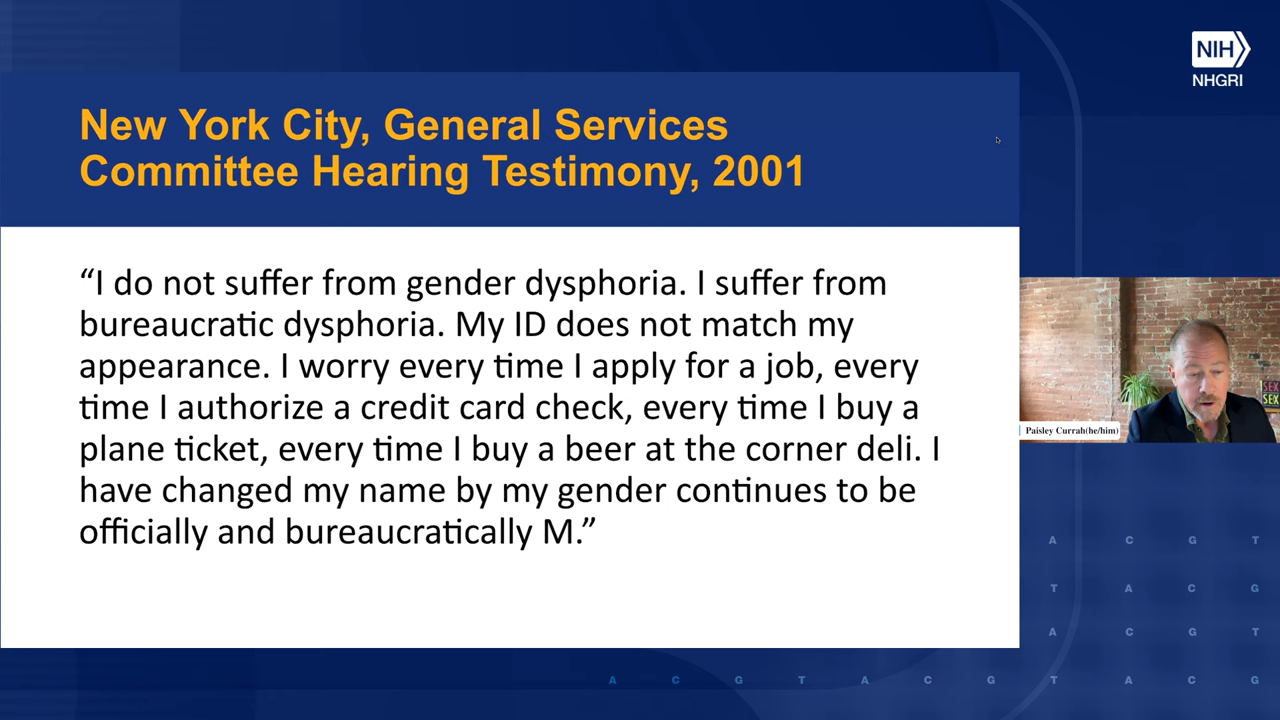 NIH
NHGRI
New York City, General Services
Committee Hearing Testimony, 2001
“I do not suffer from gender dysphoria. I suffer from
bureaucratic dysphoria. My ID does not match my
appearance. I worry every time I apply for a job, every
time I authorize a credit card check, every time I buy a
plane ticket, every time I buy a beer at the corner deli. I
have changed my name by my gender continues to be
officially and bureaucratically M.”
SEX
SEX
Paisley Currah(he/him)
A C G T
T A C G
A C G T
A C G T A C G T A C G